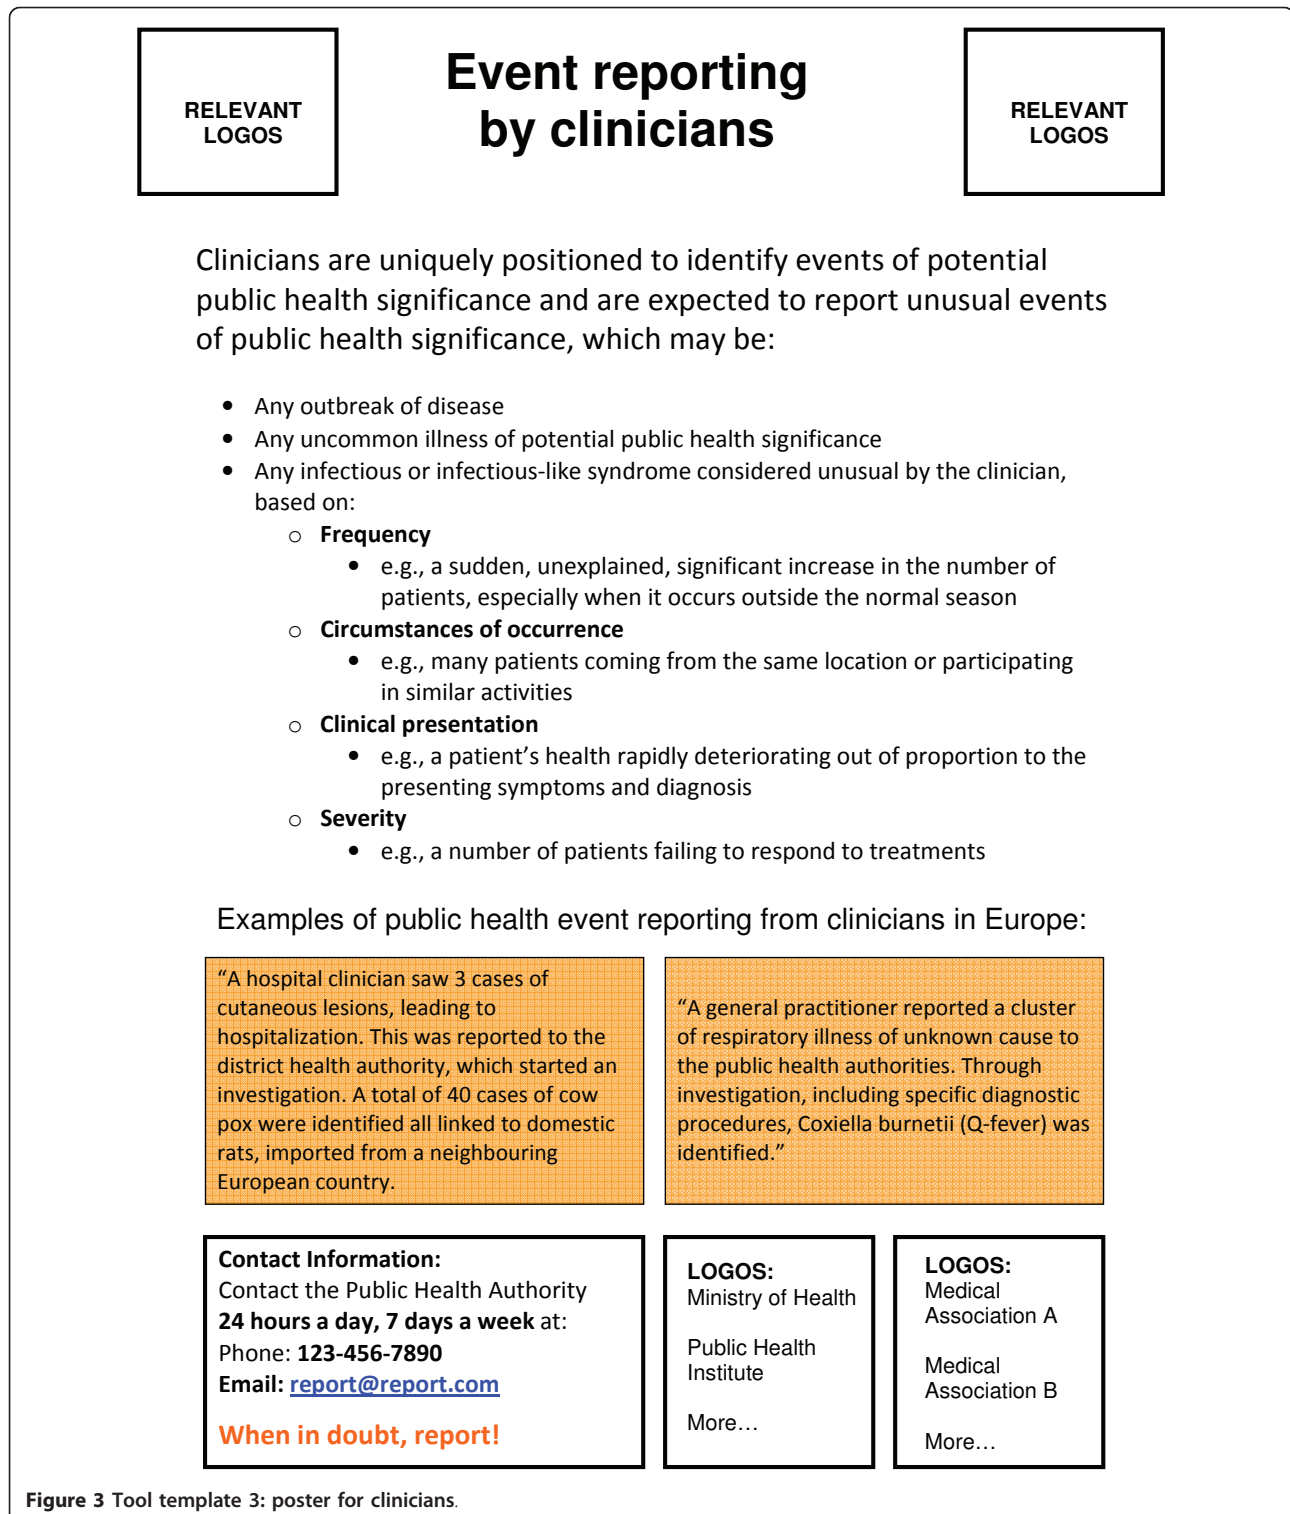 RELEVANT
LOGOS
Event reporting
by clinicians
RELEVANT
LOGOS
Clinicians are uniquely positioned to identify events of potential
public health significance and are expected to report unusual events
of public health significance, which may be:
• Any outbreak of disease
• Any uncommon illness of potential public health significance
• Any infectious or infectious-like syndrome considered unusual by the clinician,
based on:
o Frequency
• e.g., a sudden, unexplained, significant increase in the number of
patients, especially when it occurs outside the normal season
o Circumstances of occurrence
• e.g., many patients coming from the same location or participating
in similar activities
o Clinical presentation
• e.g., a patient’s health rapidly deteriorating out of proportion to the
presenting symptoms and diagnosis
o Severity
• e.g., a number of patients failing to respond to treatments
Examples of public health event reporting from clinicians in Europe:
“A hospital clinician saw 3 cases of
cutaneous lesions, leading to
hospitalization. This was reported to the
district health authority, which started an
investigation. A total of 40 cases of cow
pox were identified all linked to domestic
rats, imported from a neighbouring
European country.
“A general practitioner reported a cluster
of respiratory illness of unknown cause to
the public health authorities. Through
investigation, including specific diagnostic
procedures, Coxiella burnetii (Q-fever) was
identified.”
Contact Information:
Contact the Public Health Authority
24 hours a day, 7 days a week at:
Phone: 123-456-7890
Email: report@report.com
When in doubt, report!
LOGOS:
Ministry of Health
Public Health
Institute
More…
LOGOS:
Medical
Association A
Medical
Association B
More…
Figure 3 Tool template 3: poster for clinicians.